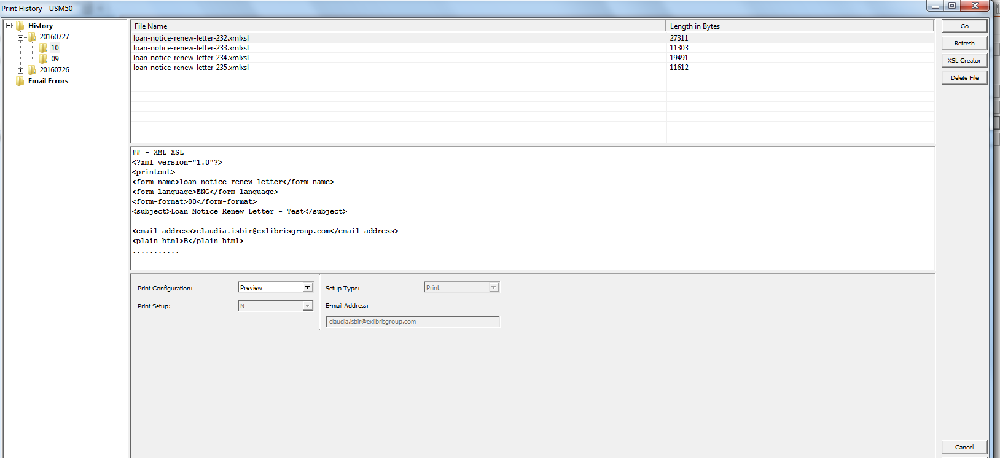 Print History - USM50
History
20160727
10
09
20160726
Email Errors
File Name Length in Bytes
loan-notice-renew-letter-232.xmlxsl 27311
loan-notice-renew-letter-233.xmlxsl 11303
loan-notice-renew-letter-234.xmlxsl 19491
loan-notice-renew-letter-235.xmlxsl 11612
## - XML_XSL
<?xml version="1.0"?>
<printout>
<form-name>loan-notice-renew-letter</form-name>
<form-language>ENG</form-language>
<form-format>00</form-format>
<subject>Loan Notice Renew Letter - Test</subject>
<email-address>claudia.isbir@exlibrisgroup.com</email-address>
<plain-html>B</plain-html>
...........
Print Configuration: Preview
Print Setup: N
Setup Type: Print
E-mail Address:
claudia.isbir@exlibrisgroup.com
Go
Refresh
XSL Creator
Delete File
Cancel